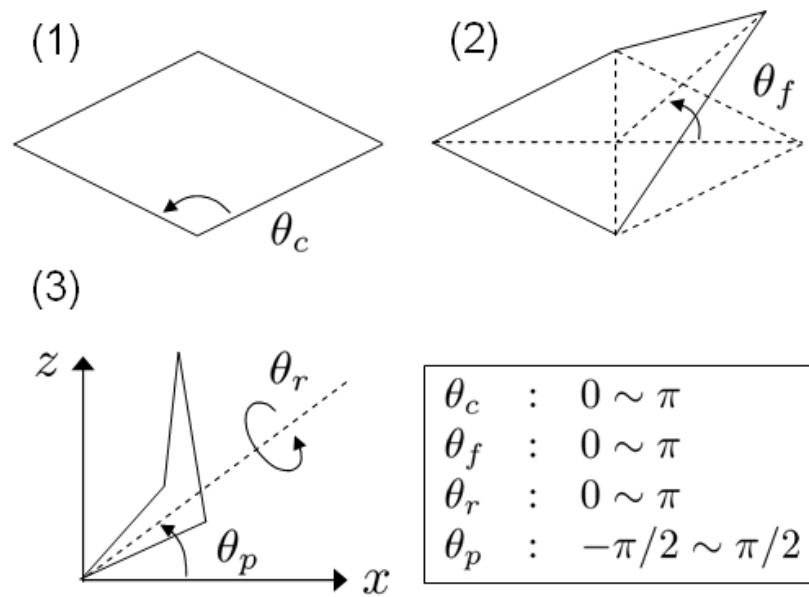 (1)
(2)
θ_c
θ_f
(3)
z
θ_r
θ_p
x
θ_c : 0 ∼ π
θ_f : 0 ∼ π
θ_r : 0 ∼ π
θ_p : −π/2 ∼ π/2